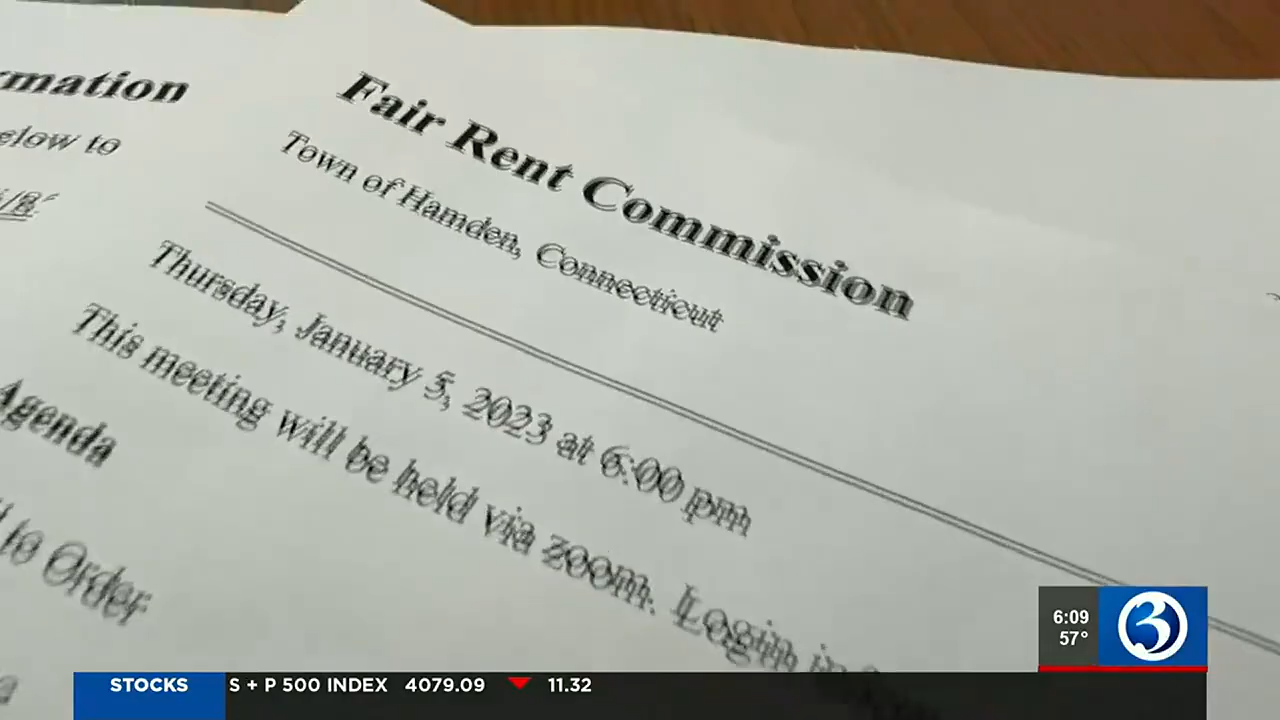 Fair Rent Commission
Town of Hamden, Connecticut
Thursday, January 5, 2023 at 6:00 pm
This meeting will be held via zoom. Login
Agenda
to Order
rmation
elow to
6:09
57°
3
STOCKS
S + P 500 INDEX 4079.09 11.32